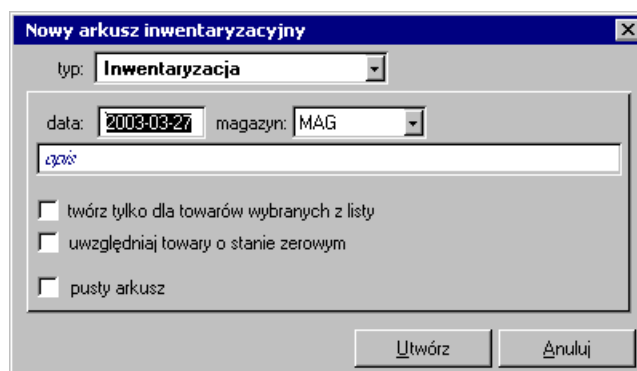 Nowy arkusz inwentaryzacyjny
typ: Inwentaryzacja
data: 2003-03-27 magazyn: MAG
opis
twórz tylko dla towarów wybranych z listy
uwzględniaj towary o stanie zerowym
pusty arkusz
Utwórz Anuluj